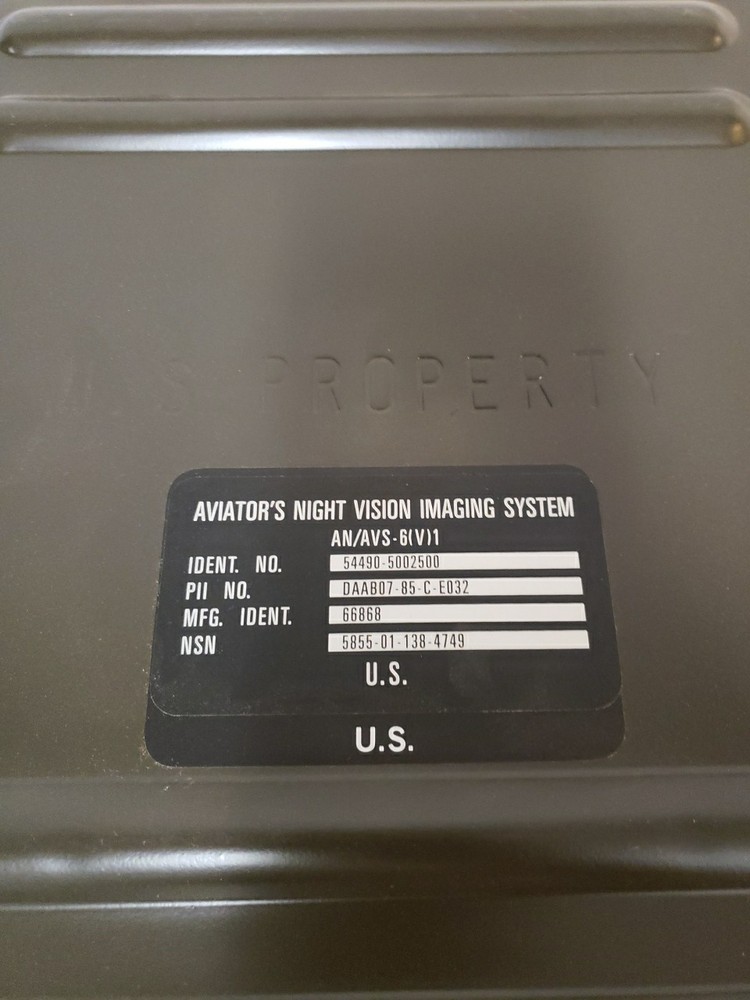 U.S. PROPERTY
AVIATOR'S NIGHT VISION IMAGING SYSTEM
AN/AVS-6(V)1
IDENT. NO. 54490-5002500
PII NO. DAAB07-85-C-E032
MFG. IDENT. 66868
NSN 5855-01-138-4749
U.S.
U.S.